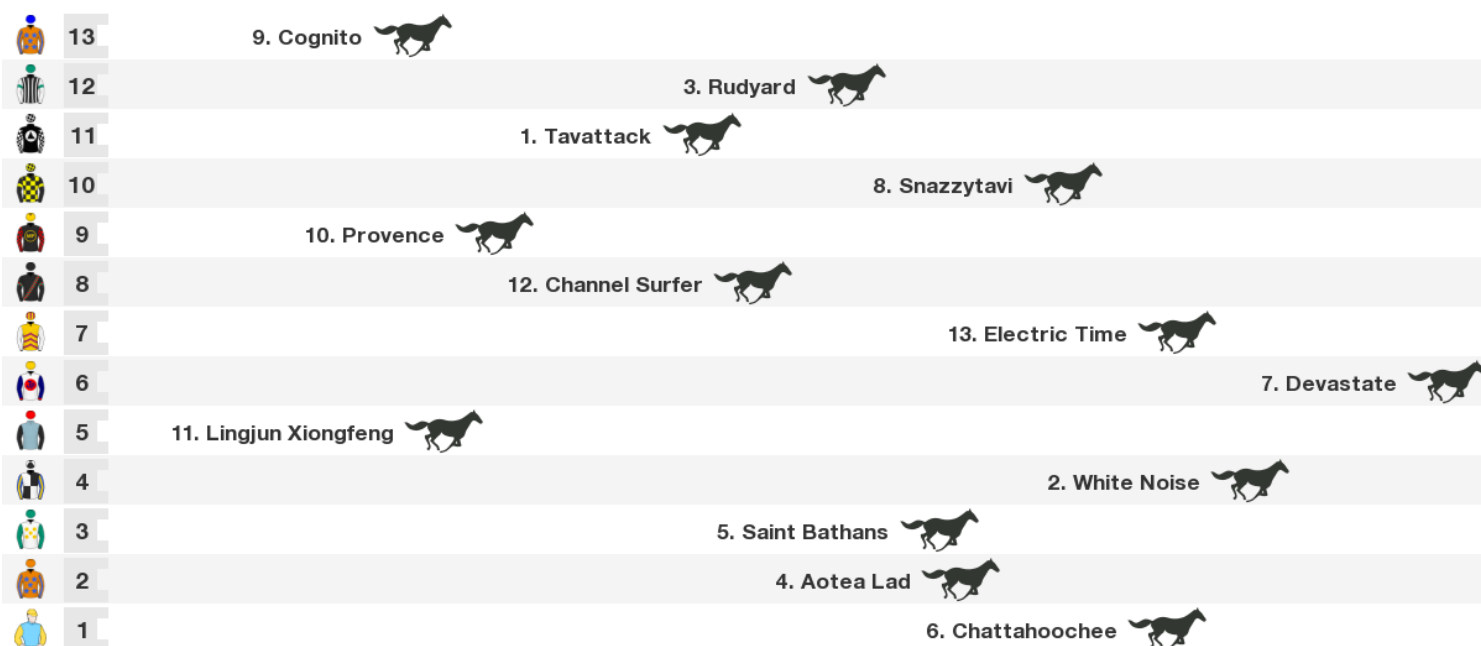 13 9. Cognito
12 3. Rudyard
11 1. Tavattack
10 8. Snazzytavi
9 10. Provence
8 12. Channel Surfer
7 13. Electric Time
6 7. Devastate
5 11. Lingjun Xiongfeng
4 2. White Noise
3 5. Saint Bathans
2 4. Aotea Lad
1 6. Chattahoochee